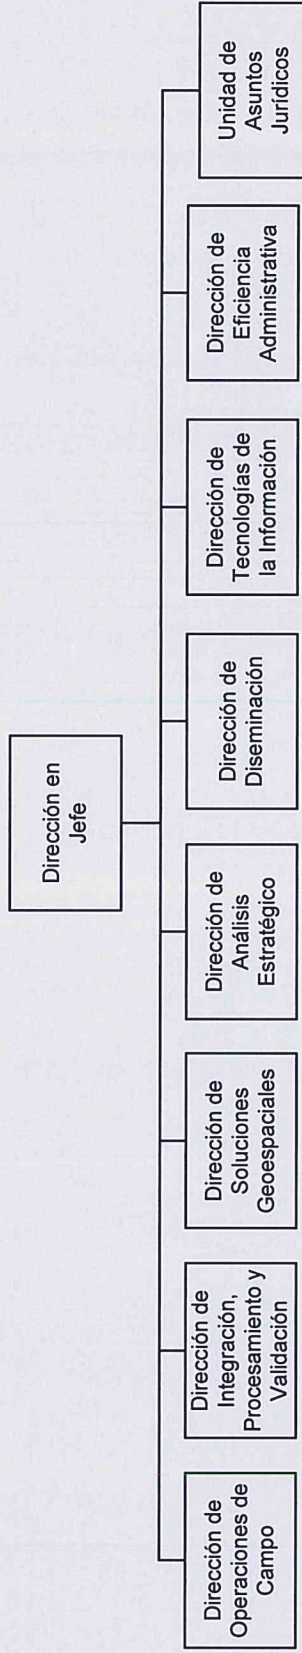 Dirección en
Jefe
Dirección de
Operaciones de
Campo
Dirección de
Integración,
Procesamiento y
Validación
Dirección de
Soluciones
Geoespaciales
Dirección de
Análisis
Estratégico
Dirección de
Diseminación
Dirección de
Tecnologías de
la Información
Dirección de
Eficiencia
Administrativa
Unidad de
Asuntos
Jurídicos